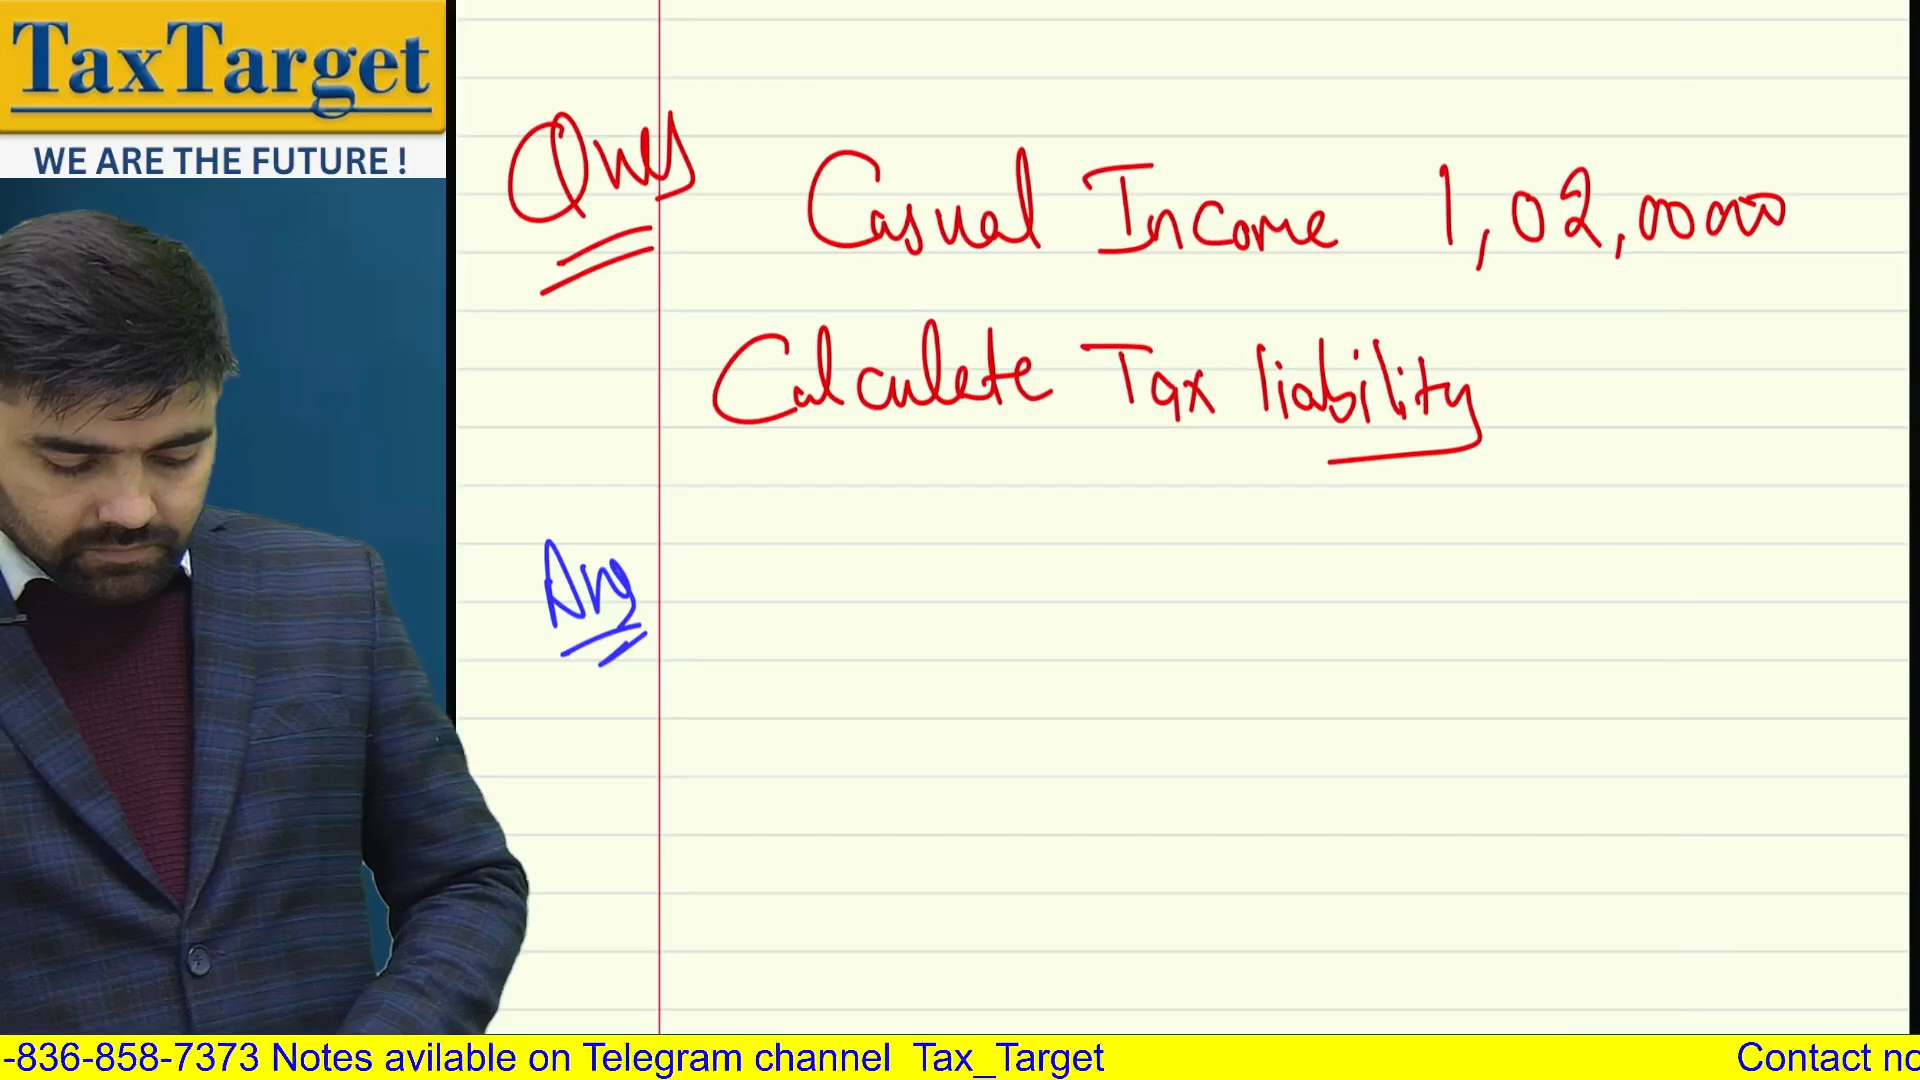 TaxTarget
WE ARE THE FUTURE !
Ques Casual Income 1,02,00000
Calculate Tax liability
Ans
-836-858-7373 Notes avilable on Telegram channel Tax_Target Contact no